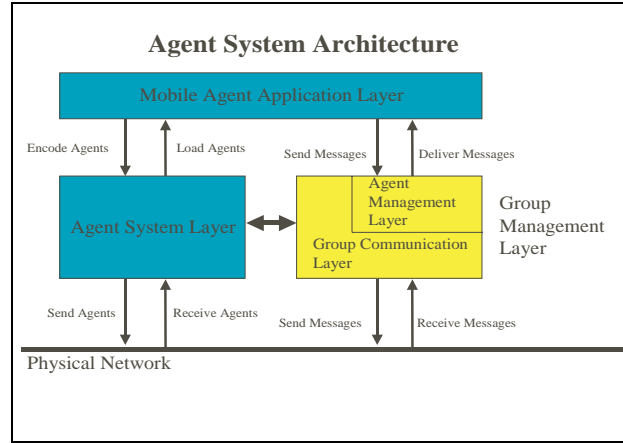 Agent System Architecture
Mobile Agent Application Layer
Encode Agents
Load Agents
Send Messages
Deliver Messages
Agent System Layer
Agent
Management
Layer
Group Communication
Layer
Group
Management
Layer
Send Agents
Receive Agents
Send Messages
Receive Messages
Physical Network